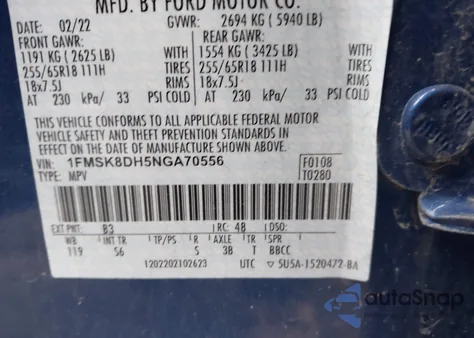 MFD. BY FORD MOTOR CO.
DATE: 02/22 GVWR: 2694 KG ( 5940 LB)
FRONT GAWR: REAR GAWR:
1191 KG ( 2625 LB) WITH 1554 KG ( 3425 LB) WITH
255/65R18 111H TIRES 255/65R18 111H TIRES
18x7.5J RIMS 18x7.5J RIMS
AT 230 kPa/ 33 PSI COLD AT 230 kPa/ 33 PSI COLD
THIS VEHICLE CONFORMS TO ALL APPLICABLE FEDERAL MOTOR
VEHICLE SAFETY AND THEFT PREVENTION STANDARDS IN
EFFECT ON THE DATE OF MANUFACTURE SHOWN ABOVE.
VIN: 1FMSK8DH5NGA70556 F0108
TYPE: MPV T0280
EXT PNT: B3 RC: 48 DSO:
WB INT TR TP/PS R AXLE TR
119 S6 S 3B T BBCC
1202202102623 UTC 5U5A-1520472-BA
autoSnap